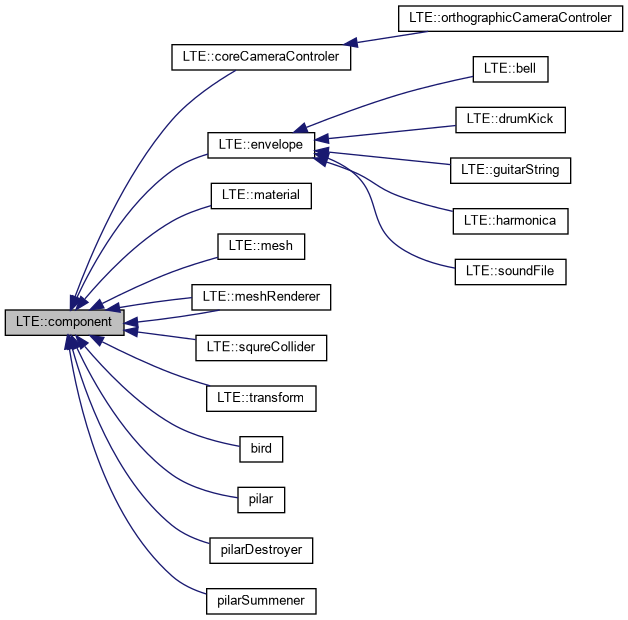 LTE::orthographicCameraControler
LTE::coreCameraControler
LTE::bell
LTE::drumKick
LTE::envelope
LTE::guitarString
LTE::material
LTE::harmonica
LTE::mesh
LTE::soundFile
LTE::meshRenderer
LTE::component
LTE::squreCollider
LTE::transform
bird
pilar
pilarDestroyer
pilarSummener